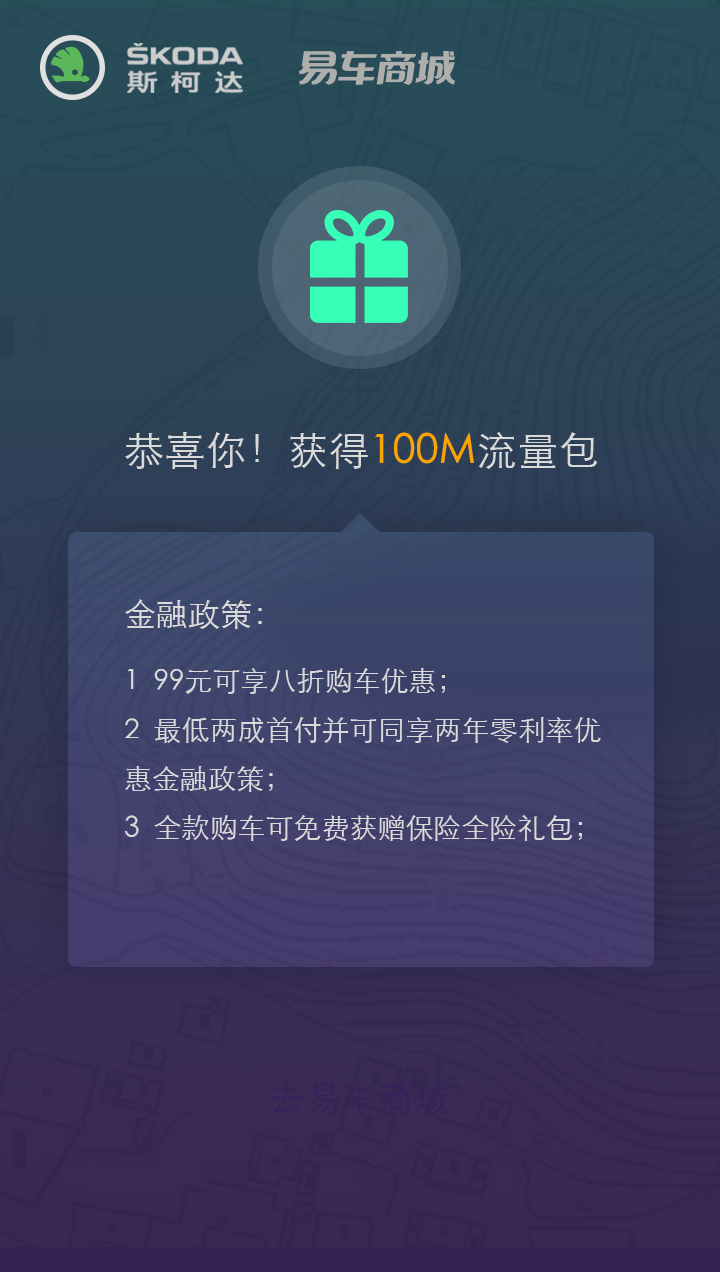 ŠKODA
斯柯达
易车商城
恭喜你！获得100M流量包
金融政策：
1 99元可享八折购车优惠；
2 最低两成首付并可同享两年零利率优
惠金融政策；
3 全款购车可免费获赠保险全险礼包；
去易车商城